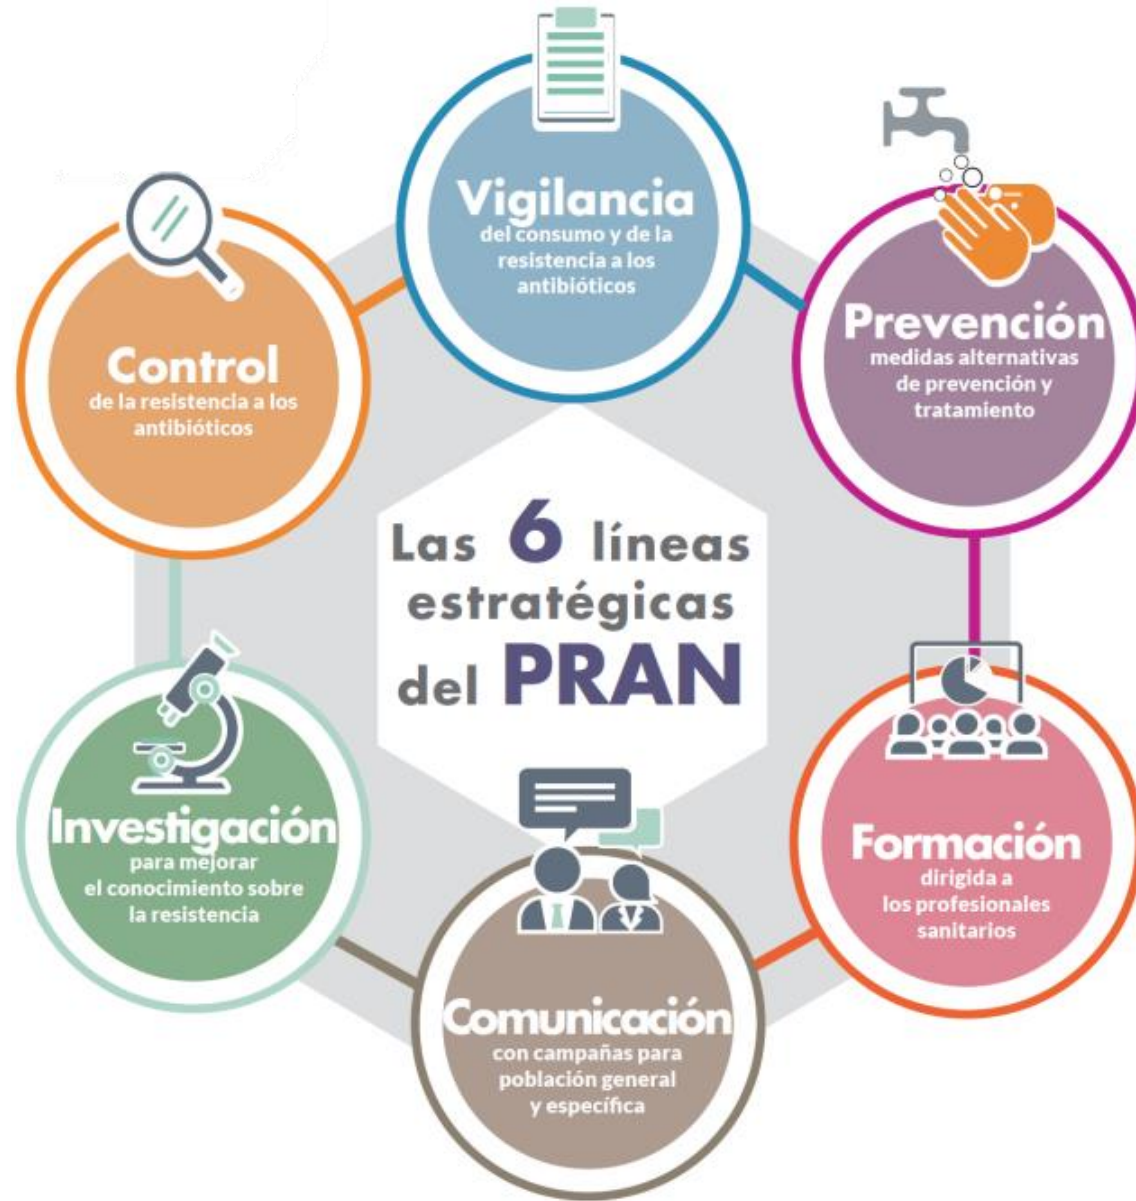 Vigilancia
del consumo y de la
resistencia a los
antibióticos
Prevención
medidas alternativas
de prevención y
tratamiento
Control
de la resistencia a los
antibióticos
Las 6 líneas
estratégicas
del PRAN
Investigación
para mejorar
el conocimiento sobre
la resistencia
Formación
dirigida a
los profesionales
sanitarios
Comunicación
con campañas para
población general
y específica